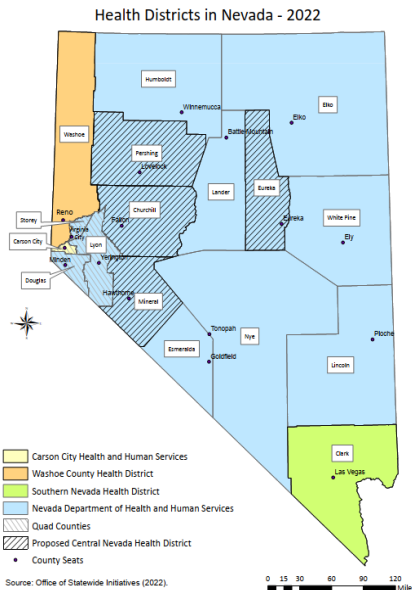 Health Districts in Nevada - 2022
Humboldt
Elko
Winnemucca
Elko
Washoe
Battle Mountain
Pershing
Lovelock
Lander
Eureka
Churchill
Storey
Reno
White Pine
Virginia City
Fallon
Eureka
Carson City
Lyon
Ely
Minden
Yerington
Douglas
Hawthorne
Mineral
Tonopah
Nye
Pioche
Esmeralda
Goldfield
Lincoln
Clark
Las Vegas
Carson City Health and Human Services
Washoe County Health District
Southern Nevada Health District
Nevada Department of Health and Human Services
Quad Counties
Proposed Central Nevada Health District
County Seats
Source: Office of Statewide Initiatives (2022).
0 15 30 60 90 120
Mile